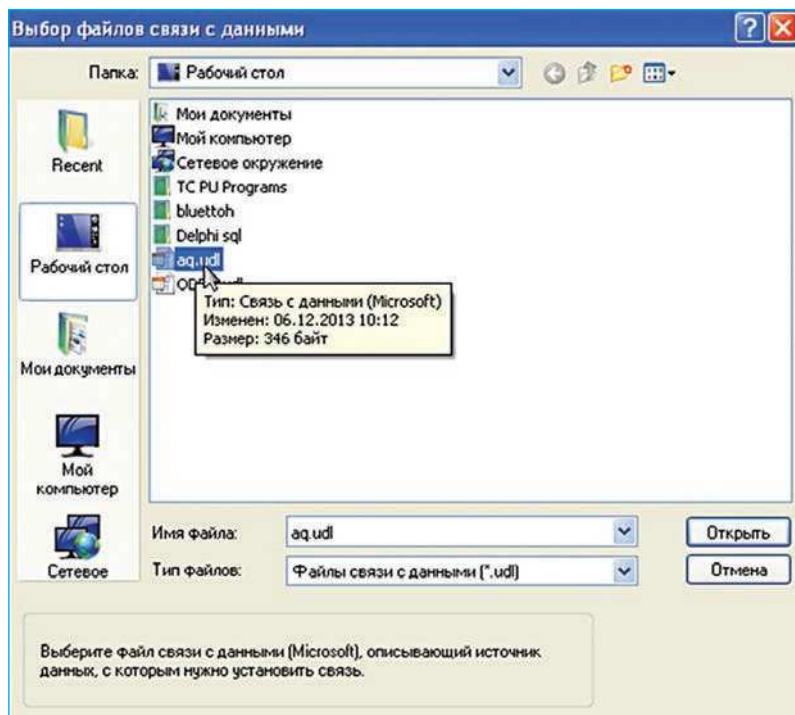 Выбор файлов связи с данными
Папка: Рабочий стол
Recent
Рабочий стол
Мои документы
Мой компьютер
Сетевое
Мои документы
Мой компьютер
Сетевое окружение
TC PU Programs
bluettoh
Delphi sql
aq.udl
Тип: Связь с данными (Microsoft)
Изменен: 06.12.2013 10:12
Размер: 346 байт
Имя файла: aq.udl Открыть
Тип файлов: Файлы связи с данными (*.udl) Отмена
Выберите файл связи с данными (Microsoft), описывающий источник
данных, с которым нужно установить связь.